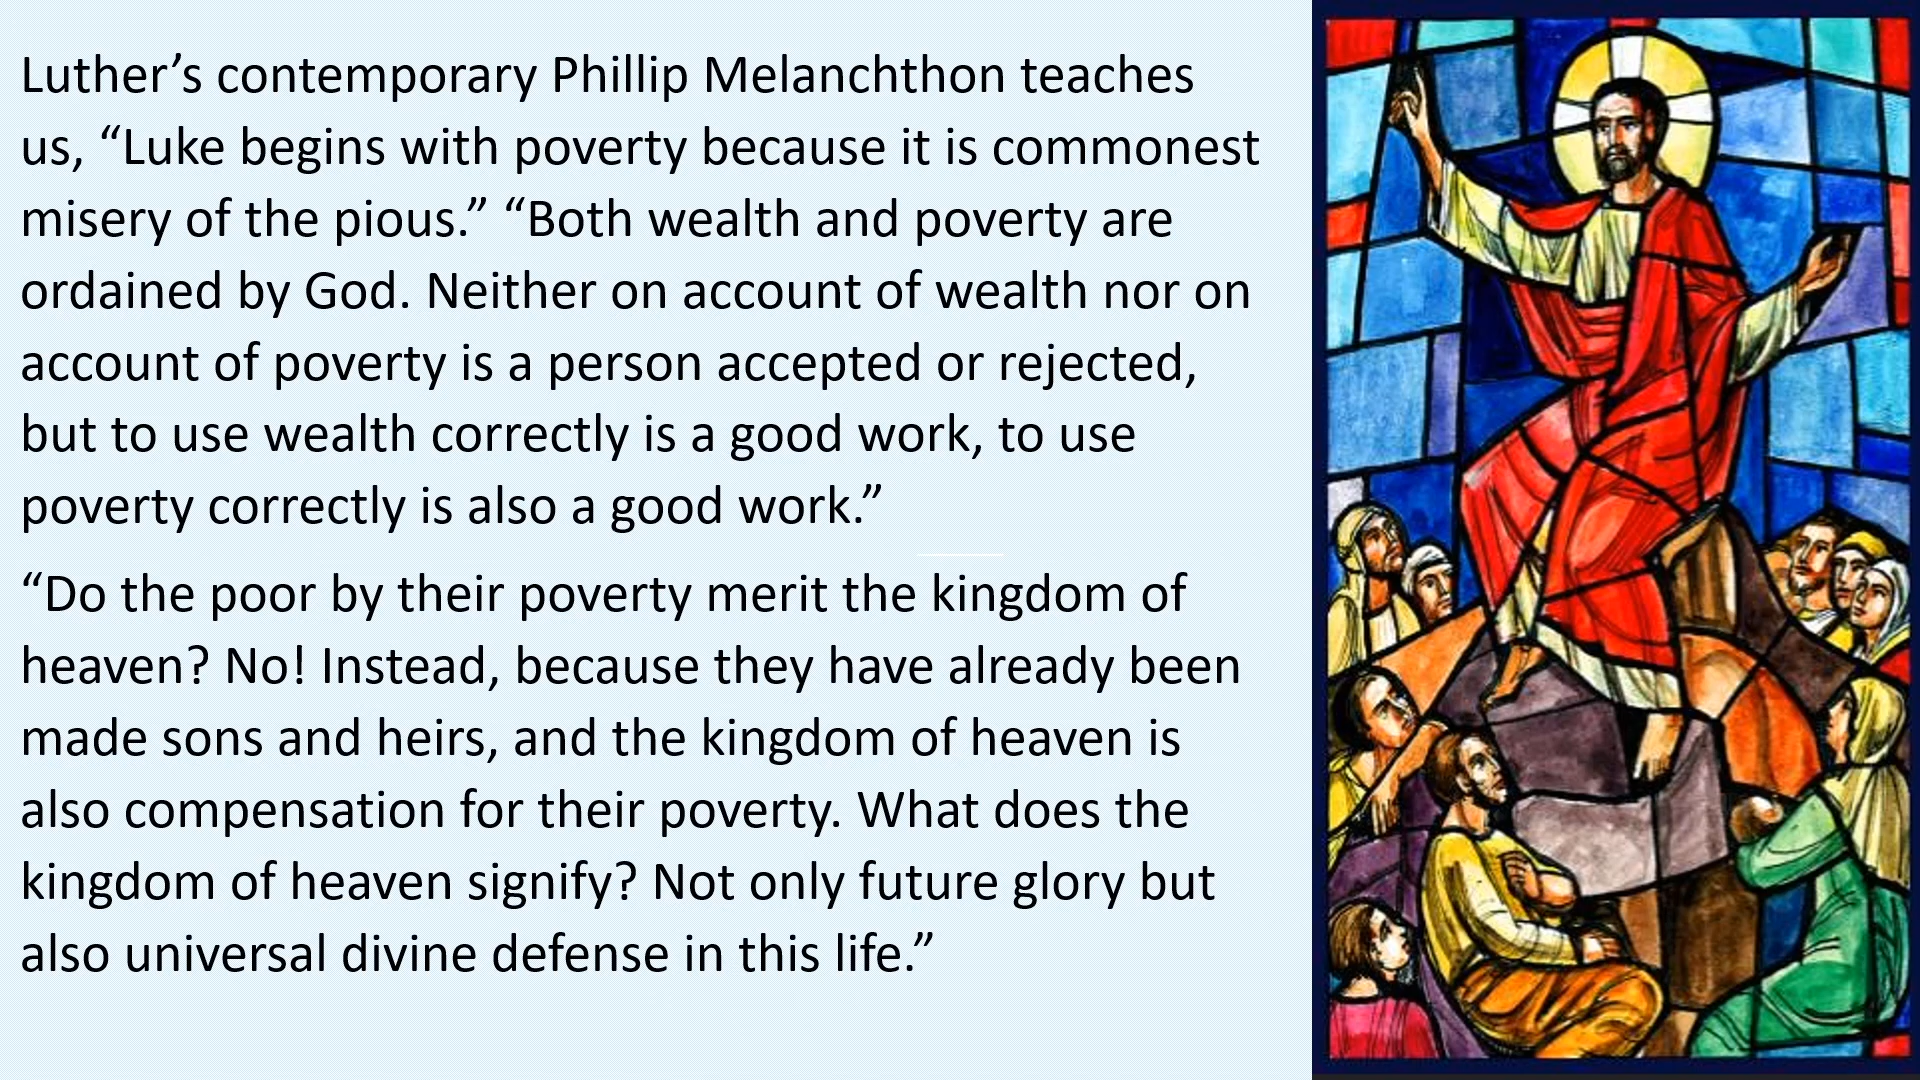 Luther’s contemporary Phillip Melanchthon teaches
us, “Luke begins with poverty because it is commonest
misery of the pious.” “Both wealth and poverty are
ordained by God. Neither on account of wealth nor on
account of poverty is a person accepted or rejected,
but to use wealth correctly is a good work, to use
poverty correctly is also a good work.”
“Do the poor by their poverty merit the kingdom of
heaven? No! Instead, because they have already been
made sons and heirs, and the kingdom of heaven is
also compensation for their poverty. What does the
kingdom of heaven signify? Not only future glory but
also universal divine defense in this life.”